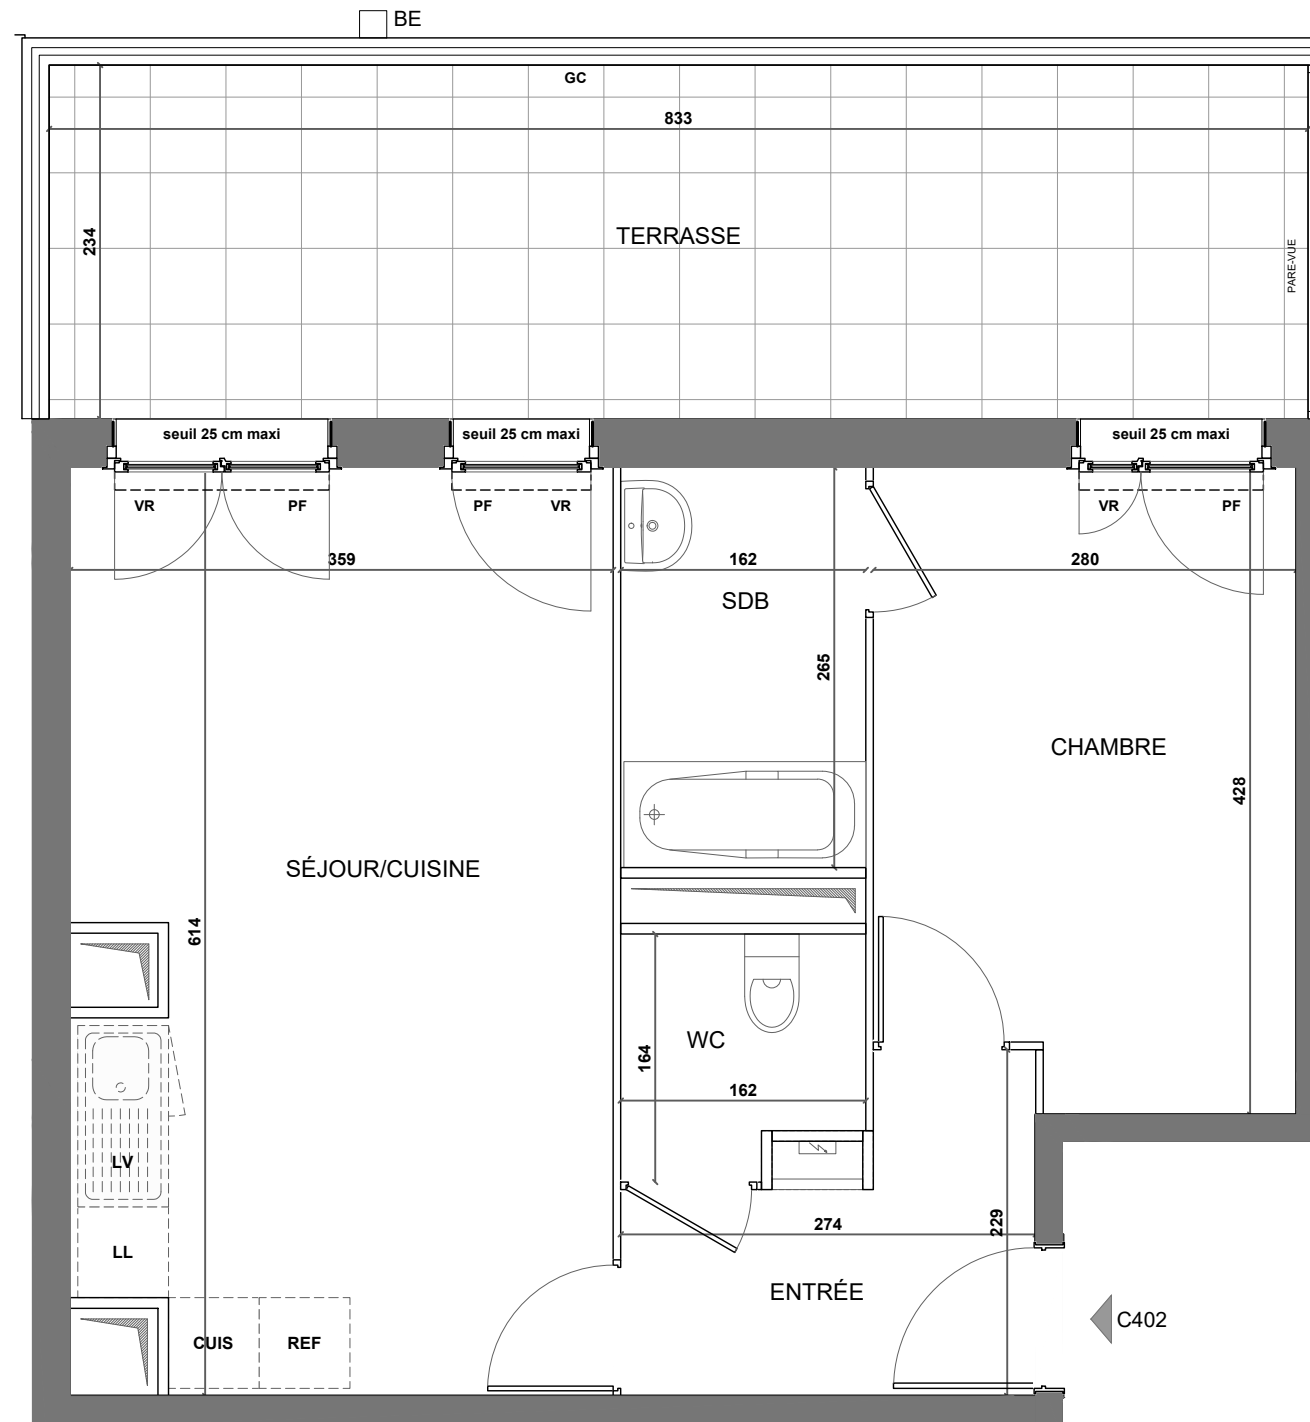 BE
GC
833
TERRASSE
234
PARE-VUE
seuil 25 cm maxi
seuil 25 cm maxi
seuil 25 cm maxi
VR
PF
PF
VR
VR
PF
359
162
280
SDB
265
CHAMBRE
428
SÉJOUR/CUISINE
614
WC
164
162
LV
274
229
LL
ENTRÉE
C402
CUIS
REF